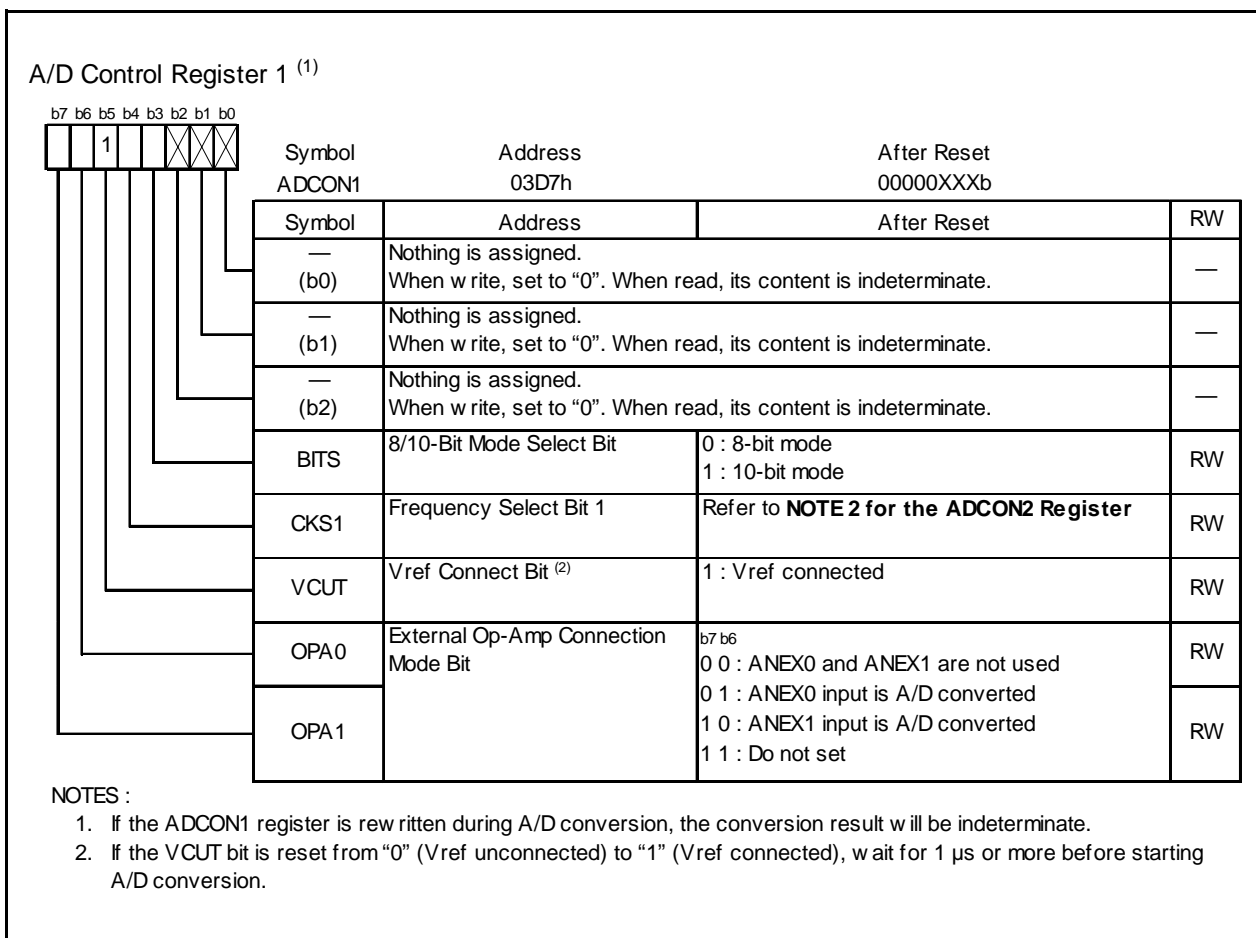 A/D Control Register 1 (1)
b7 b6 b5 b4 b3 b2 b1 b0
1
Symbol Address After Reset
ADCON1 03D7h 00000XXXb
Symbol Address After Reset RW
— (b0) Nothing is assigned.
When write, set to “0”. When read, its content is indeterminate. —
— (b1) Nothing is assigned.
When write, set to “0”. When read, its content is indeterminate. —
— (b2) Nothing is assigned.
When write, set to “0”. When read, its content is indeterminate. —
BITS 8/10-Bit Mode Select Bit 0 : 8-bit mode
1 : 10-bit mode RW
CKS1 Frequency Select Bit 1 Refer to NOTE 2 for the ADCON2 Register RW
VCUT Vref Connect Bit (2) 1 : Vref connected RW
OPA0 External Op-Amp Connection
Mode Bit
b7 b6
0 0 : ANEX0 and ANEX1 are not used RW
0 1 : ANEX0 input is A/D converted
OPA1 1 0 : ANEX1 input is A/D converted RW
1 1 : Do not set
NOTES :
1. If the ADCON1 register is rewritten during A/D conversion, the conversion result will be indeterminate.
2. If the VCUT bit is reset from “0” (Vref unconnected) to “1” (Vref connected), wait for 1 µs or more before starting
A/D conversion.